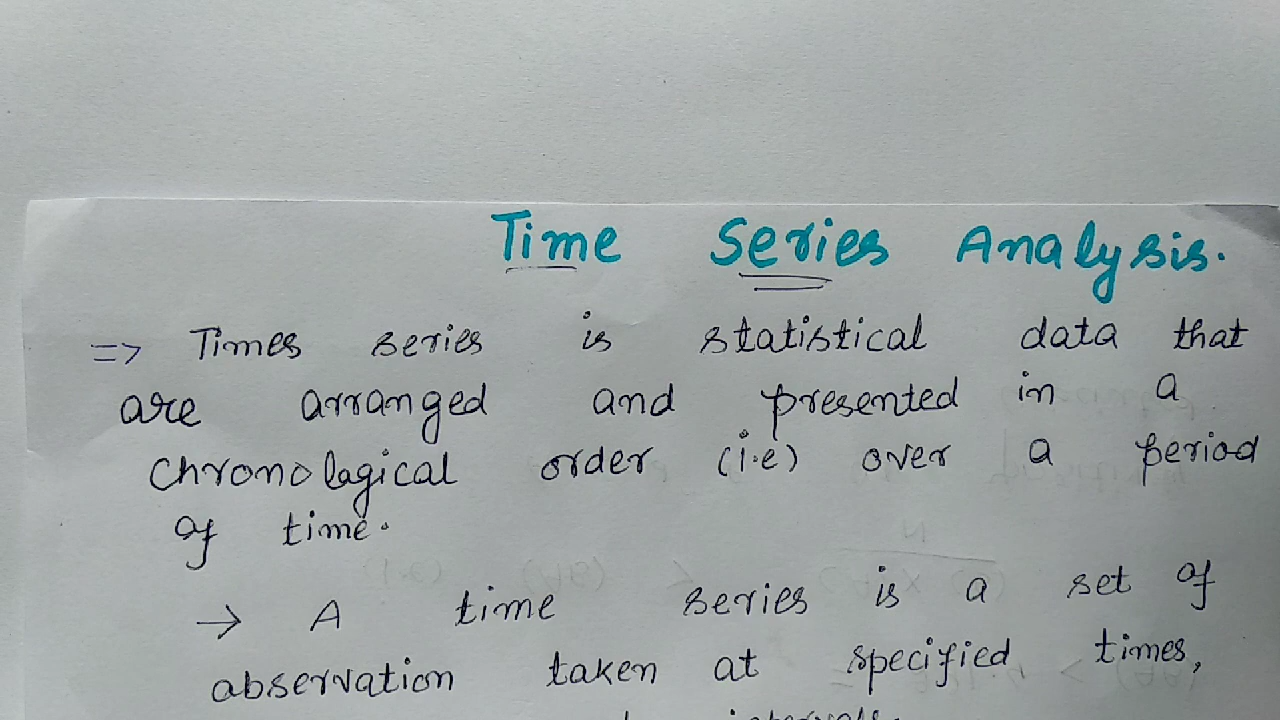 Time Series Analysis.
=> Times series is statistical data that
are arranged and presented in a
chronological order (i.e) over a period
of time.
→ A time series is a set of
observation taken at specified times,